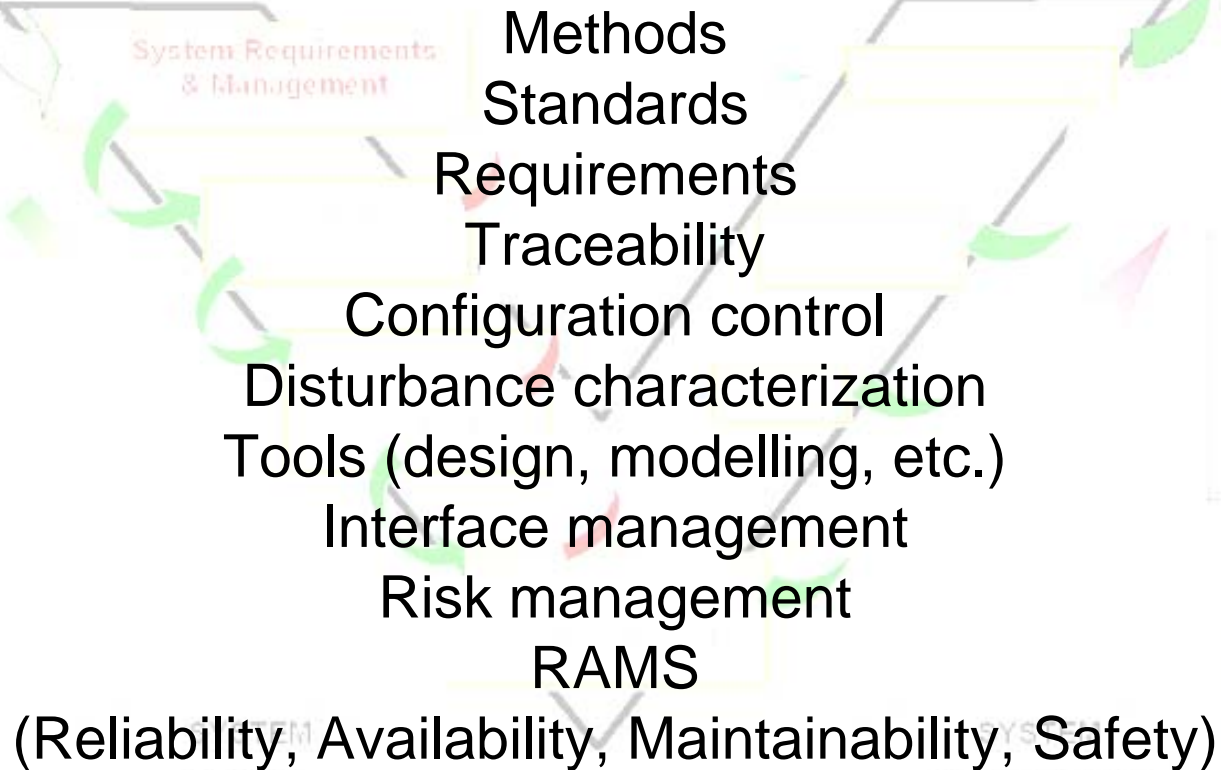 Methods
System Requirements
& Management
Standards
Requirements
Traceability
Configuration control
Disturbance characterization
Tools (design, modelling, etc.)
Interface management
Risk management
RAMS
(Reliability, Availability, Maintainability, Safety)